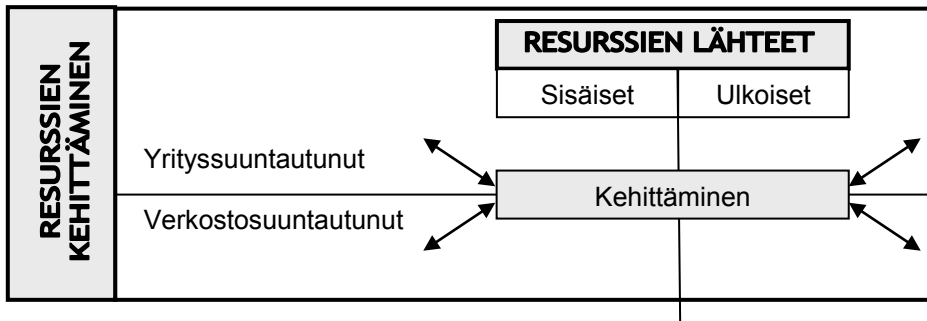 RESURSSIEN
KEHITTÄMINEN
RESURSSIEN LÄHTEET
Sisäiset
Ulkoiset
Yrityssuuntautunut
Kehittäminen
Verkostosuuntautunut